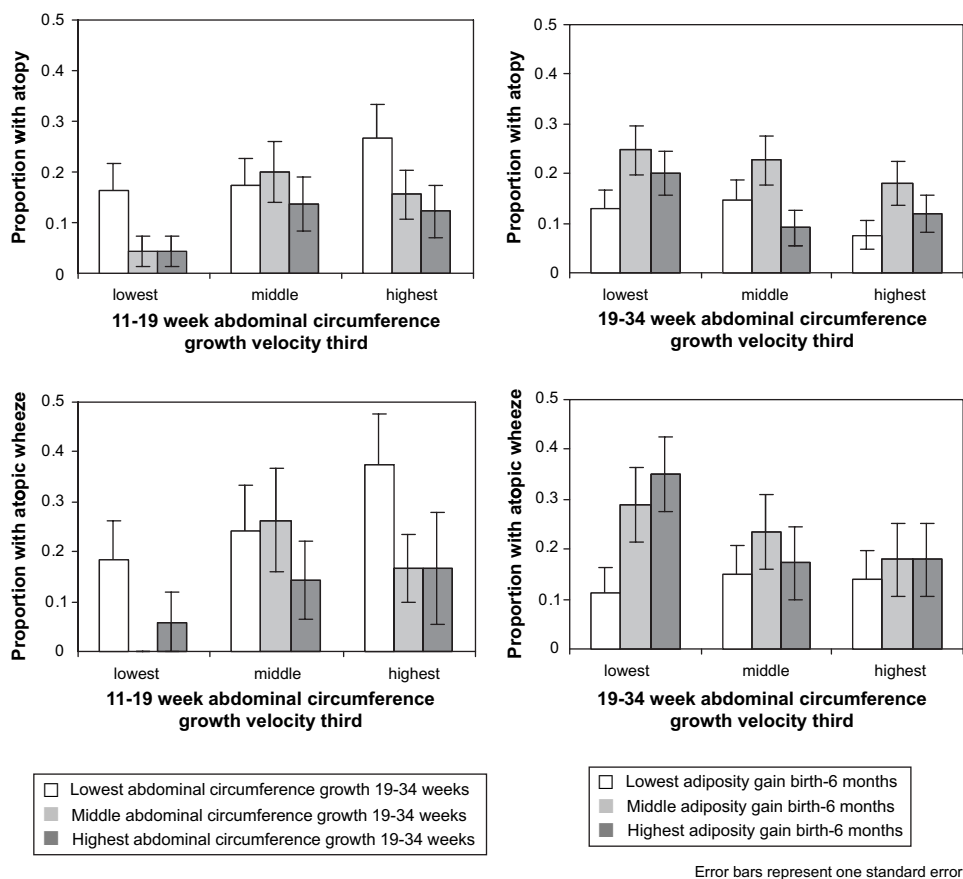 Proportion with atopy
0.5
0.4
0.3
0.2
0.1
0
lowest middle highest
11-19 week abdominal circumference
growth velocity third
Proportion with atopy
0.5
0.4
0.3
0.2
0.1
0
lowest middle highest
19-34 week abdominal circumference
growth velocity third
Proportion with atopic wheeze
0.5
0.4
0.3
0.2
0.1
0
lowest middle highest
11-19 week abdominal circumference
growth velocity third
Proportion with atopic wheeze
0.5
0.4
0.3
0.2
0.1
0
lowest middle highest
19-34 week abdominal circumference
growth velocity third
Lowest abdominal circumference growth 19-34 weeks
Middle abdominal circumference growth 19-34 weeks
Highest abdominal circumference growth 19-34 weeks
Lowest adiposity gain birth-6 months
Middle adiposity gain birth-6 months
Highest adiposity gain birth-6 months
Error bars represent one standard error